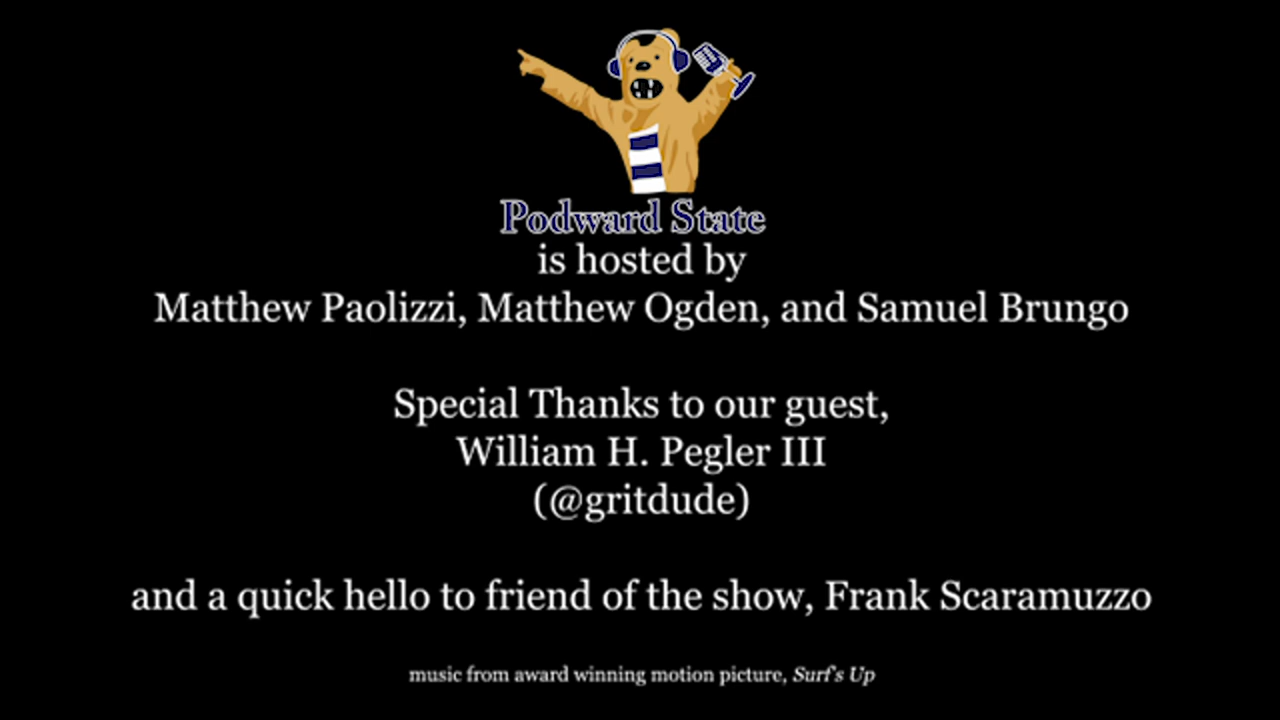 Podward State
is hosted by
Matthew Paolizzi, Matthew Ogden, and Samuel Brungo
Special Thanks to our guest,
William H. Pegler III
(@gritdude)
and a quick hello to friend of the show, Frank Scaramuzzo
music from award winning motion picture, Surf's Up